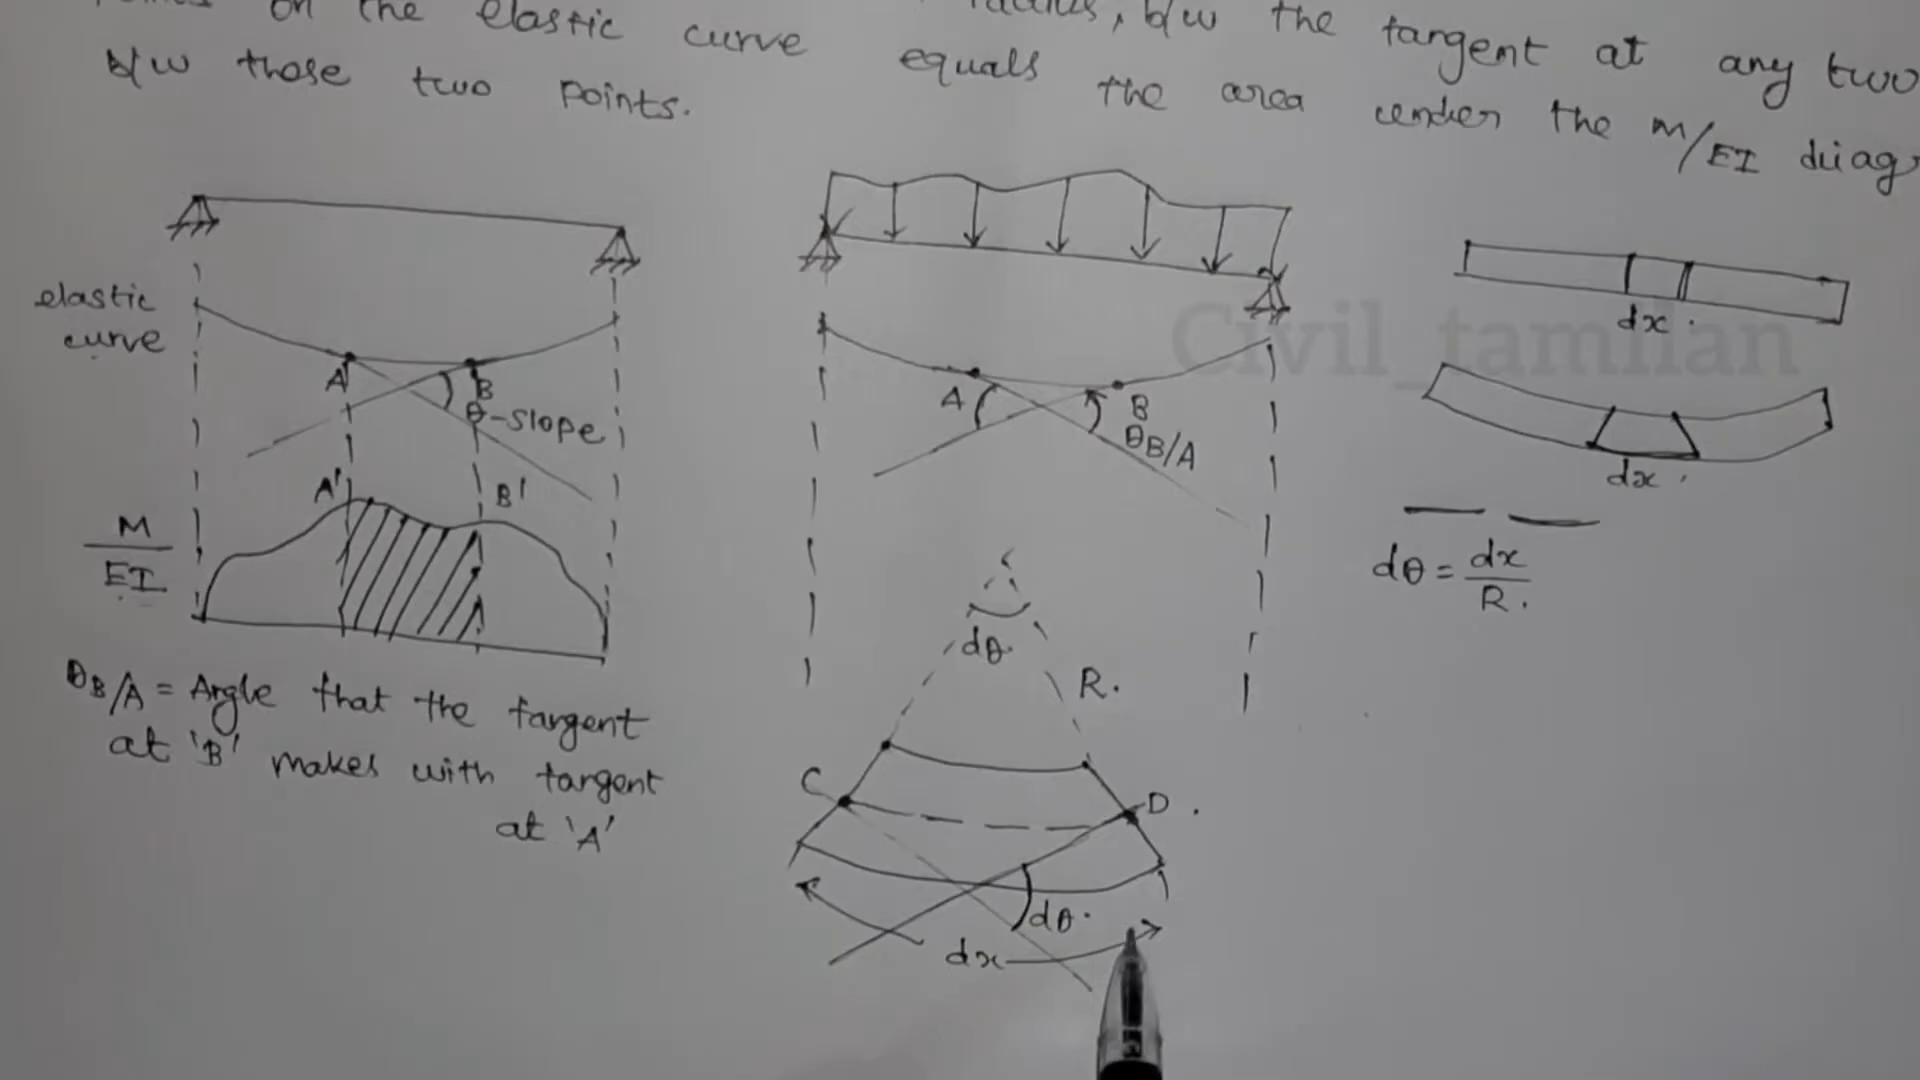 on the elastic curve radius, b/w the tangent at any two
b/w those two points. equals the area under the M/EI diag
elastic
curve
A
B
θ-slope
A'
B'
M
EI
θB/A = Angle that the tangent
at 'B' makes with tangent
at 'A'
A
B
θB/A
dθ
R.
C
D.
dθ.
dx
Civil_tamilan
dx.
dx.
dθ = dx
R.